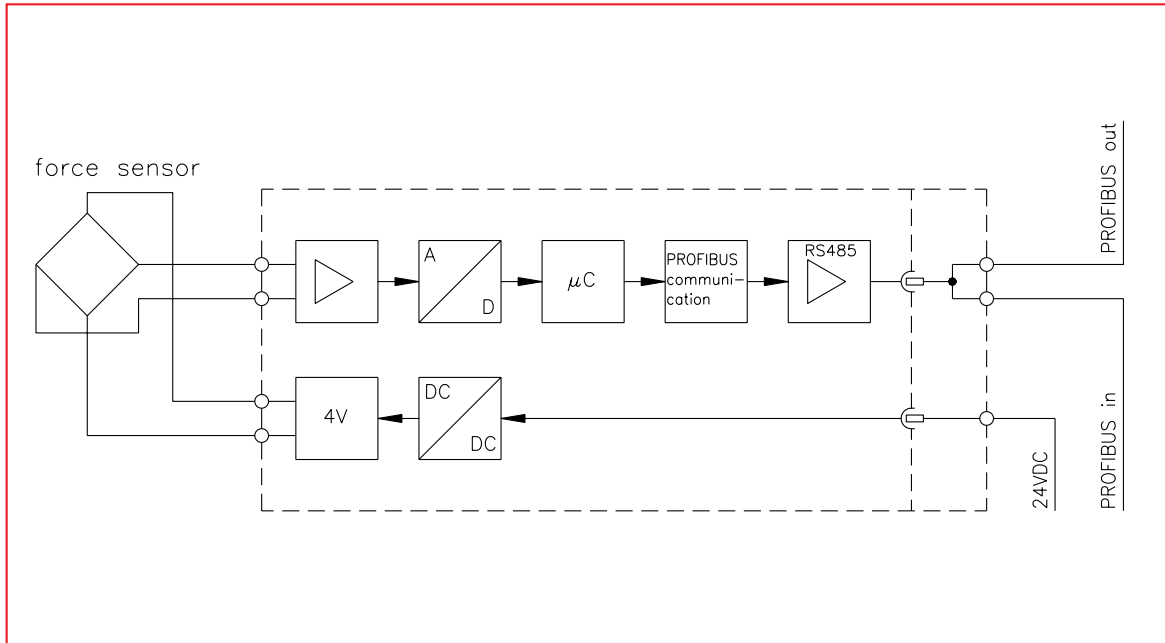 force sensor
A
D
µC
PROFIBUS
communi-
cation
RS485
4V
DC
DC
PROFIBUS out
24VDC
PROFIBUS in